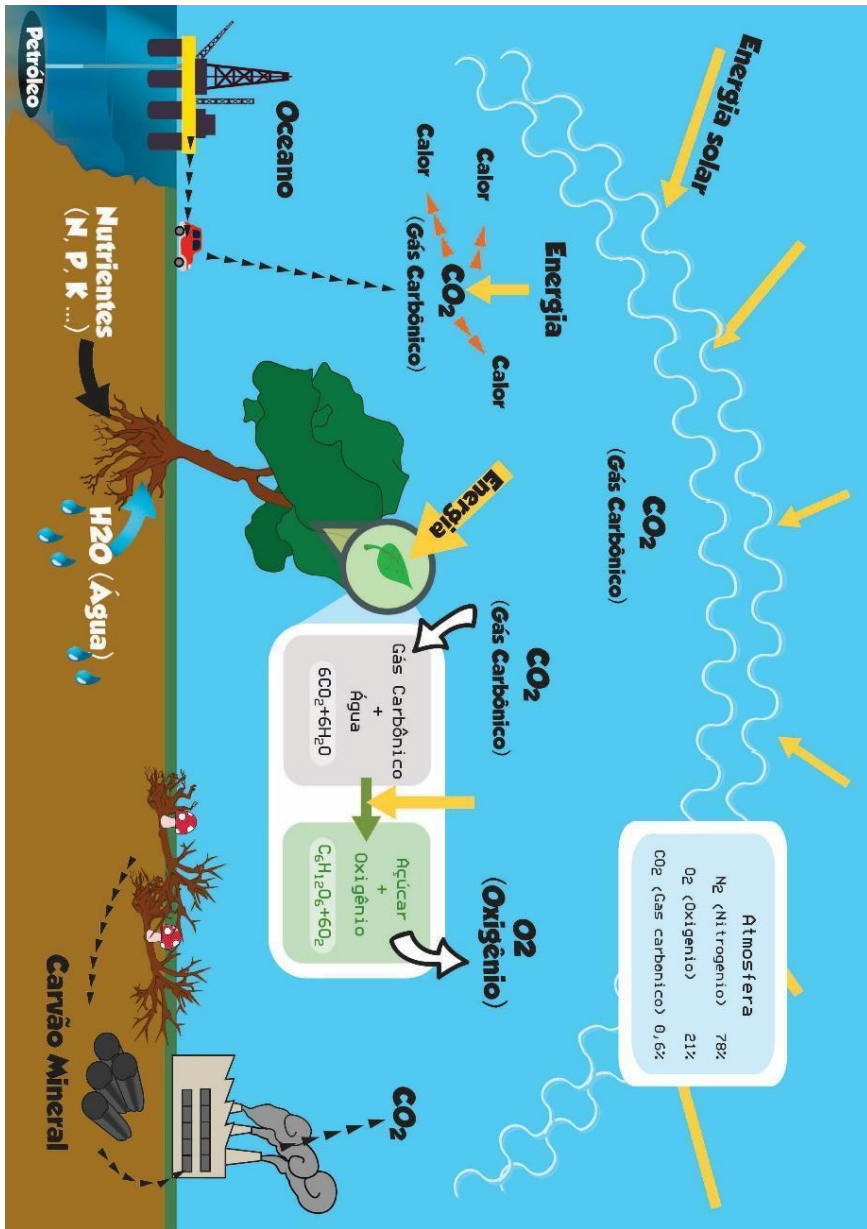 Energia solar
Atmosfera
N₂ (Nitrogênio) 78%
O₂ (Oxigenio) 21%
CO₂ (Gas carbonico) 0,6%
CO₂
(Gás Carbônico)
Energia
Calor
Calor
CO₂
(Gás Carbônico)
Calor
Oceano
Energia
CO₂
(Gás Carbônico)
O2
(Oxigênio)
Gás Carbônico
+
Água
6CO₂+6H₂O
Açúcar
+
Oxigênio
C₆H₁₂O₆+6O₂
CO₂
Petróleo
Nutrientes
(N, P, K ...)
H2O (Água)
Carvão Mineral